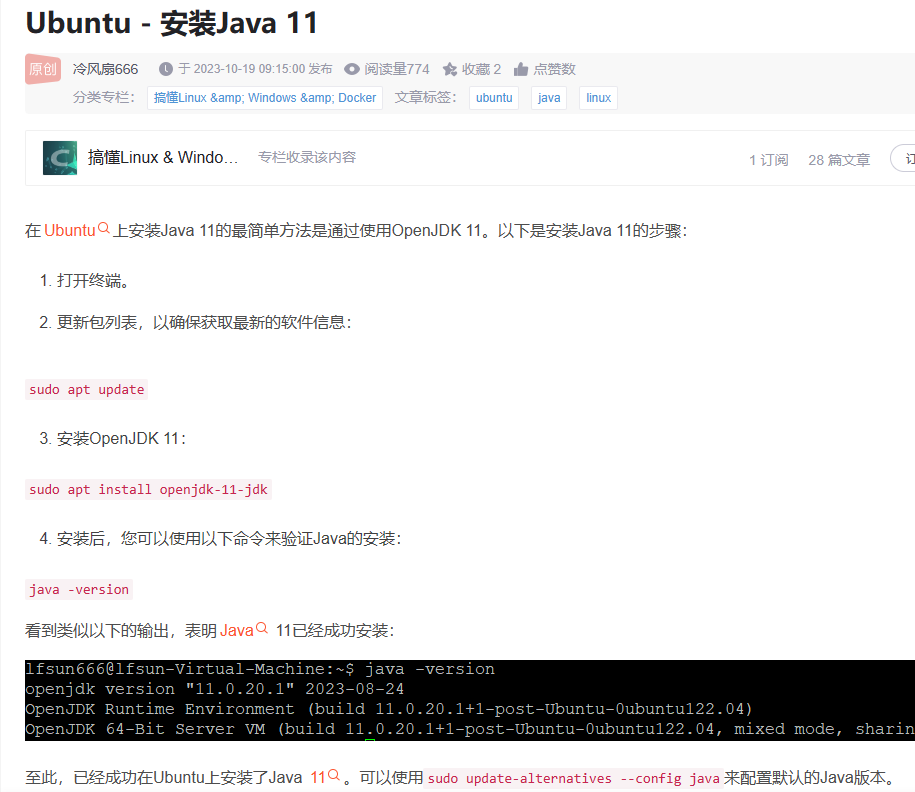 Ubuntu - 安装Java 11
原创 冷风扇666 于 2023-10-19 09:15:00 发布 阅读量774 收藏 2 点赞数
分类专栏： 搞懂Linux &amp; Windows &amp; Docker 文章标签： ubuntu java linux
搞懂Linux & Windo... 专栏收录该内容 1 订阅 28 篇文章 订
在 Ubuntu 上安装Java 11的最简单方法是通过使用OpenJDK 11。以下是安装Java 11的步骤：
1. 打开终端。
2. 更新包列表，以确保获取最新的软件信息：
sudo apt update
3. 安装OpenJDK 11：
sudo apt install openjdk-11-jdk
4. 安装后，您可以使用以下命令来验证Java的安装：
java -version
看到类似以下的输出，表明 Java 11已经成功安装：
lfsun666@lfsun-Virtual-Machine:~$ java -version
openjdk version "11.0.20.1" 2023-08-24
OpenJDK Runtime Environment (build 11.0.20.1+1-post-Ubuntu-0ubuntu122.04)
OpenJDK 64-Bit Server VM (build 11.0.20.1+1-post-Ubuntu-0ubuntu122.04, mixed mode, sharin
至此，已经成功在Ubuntu上安装了Java 11 。可以使用 sudo update-alternatives --config java 来配置默认的Java版本。